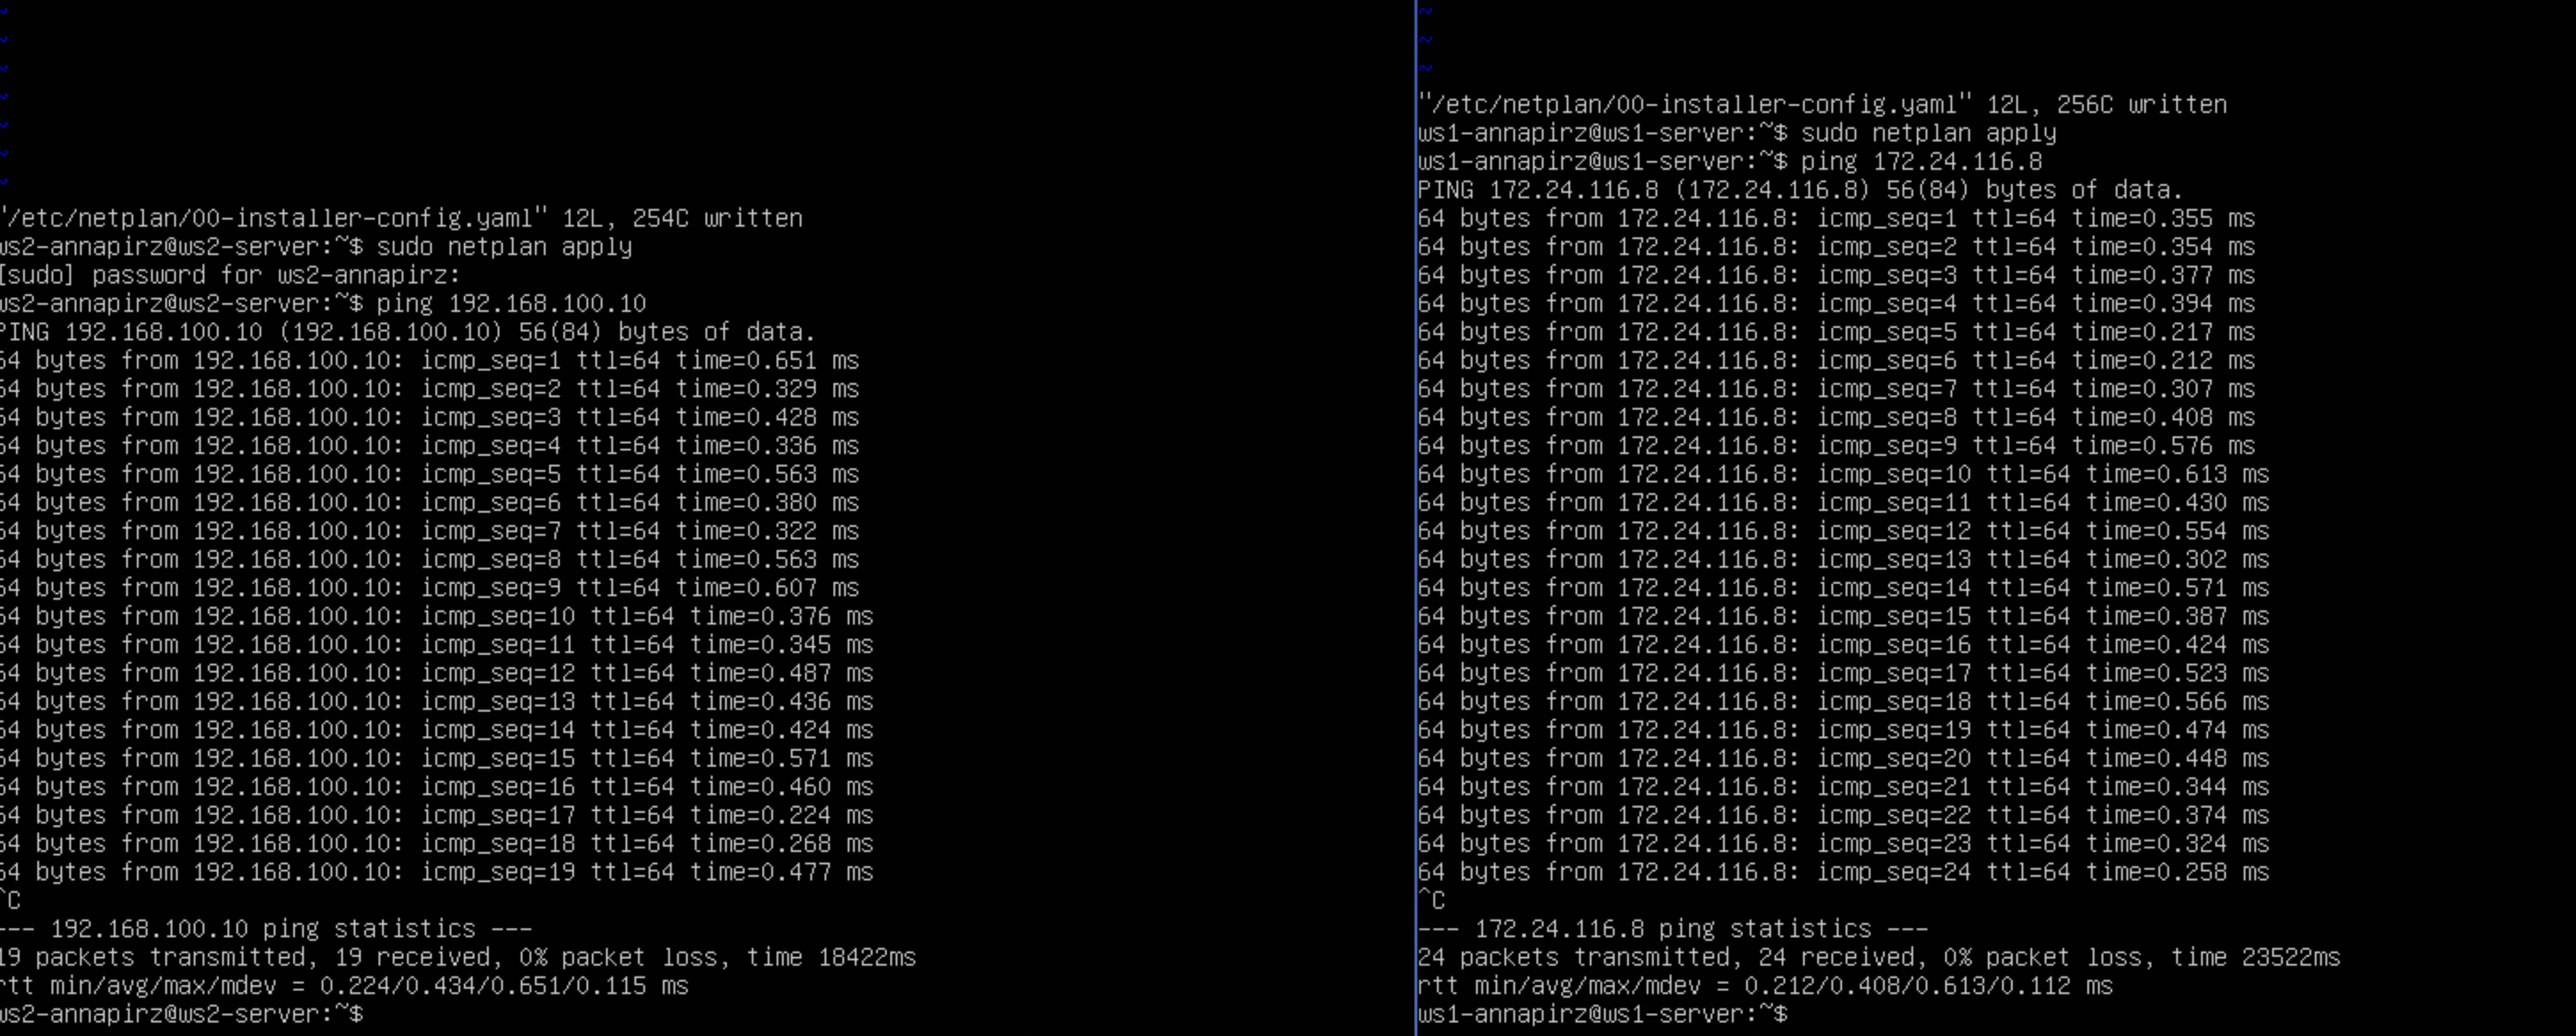 ~
~
~
~
~
~
~
"/etc/netplan/00-installer-config.yaml" 12L, 254C written
ws2-annapirz@ws2-server:~$ sudo netplan apply
[sudo] password for ws2-annapirz:
ws2-annapirz@ws2-server:~$ ping 192.168.100.10
PING 192.168.100.10 (192.168.100.10) 56(84) bytes of data.
64 bytes from 192.168.100.10: icmp_seq=1 ttl=64 time=0.651 ms
64 bytes from 192.168.100.10: icmp_seq=2 ttl=64 time=0.329 ms
64 bytes from 192.168.100.10: icmp_seq=3 ttl=64 time=0.428 ms
64 bytes from 192.168.100.10: icmp_seq=4 ttl=64 time=0.336 ms
64 bytes from 192.168.100.10: icmp_seq=5 ttl=64 time=0.563 ms
64 bytes from 192.168.100.10: icmp_seq=6 ttl=64 time=0.380 ms
64 bytes from 192.168.100.10: icmp_seq=7 ttl=64 time=0.322 ms
64 bytes from 192.168.100.10: icmp_seq=8 ttl=64 time=0.563 ms
64 bytes from 192.168.100.10: icmp_seq=9 ttl=64 time=0.607 ms
64 bytes from 192.168.100.10: icmp_seq=10 ttl=64 time=0.376 ms
64 bytes from 192.168.100.10: icmp_seq=11 ttl=64 time=0.345 ms
64 bytes from 192.168.100.10: icmp_seq=12 ttl=64 time=0.487 ms
64 bytes from 192.168.100.10: icmp_seq=13 ttl=64 time=0.436 ms
64 bytes from 192.168.100.10: icmp_seq=14 ttl=64 time=0.424 ms
64 bytes from 192.168.100.10: icmp_seq=15 ttl=64 time=0.571 ms
64 bytes from 192.168.100.10: icmp_seq=16 ttl=64 time=0.460 ms
64 bytes from 192.168.100.10: icmp_seq=17 ttl=64 time=0.224 ms
64 bytes from 192.168.100.10: icmp_seq=18 ttl=64 time=0.268 ms
64 bytes from 192.168.100.10: icmp_seq=19 ttl=64 time=0.477 ms
^C
--- 192.168.100.10 ping statistics ---
19 packets transmitted, 19 received, 0% packet loss, time 18422ms
rtt min/avg/max/mdev = 0.224/0.434/0.651/0.115 ms
ws2-annapirz@ws2-server:~$
~
~
~
"/etc/netplan/00-installer-config.yaml" 12L, 256C written
ws1-annapirz@ws1-server:~$ sudo netplan apply
ws1-annapirz@ws1-server:~$ ping 172.24.116.8
PING 172.24.116.8 (172.24.116.8) 56(84) bytes of data.
64 bytes from 172.24.116.8: icmp_seq=1 ttl=64 time=0.355 ms
64 bytes from 172.24.116.8: icmp_seq=2 ttl=64 time=0.354 ms
64 bytes from 172.24.116.8: icmp_seq=3 ttl=64 time=0.377 ms
64 bytes from 172.24.116.8: icmp_seq=4 ttl=64 time=0.394 ms
64 bytes from 172.24.116.8: icmp_seq=5 ttl=64 time=0.217 ms
64 bytes from 172.24.116.8: icmp_seq=6 ttl=64 time=0.212 ms
64 bytes from 172.24.116.8: icmp_seq=7 ttl=64 time=0.307 ms
64 bytes from 172.24.116.8: icmp_seq=8 ttl=64 time=0.408 ms
64 bytes from 172.24.116.8: icmp_seq=9 ttl=64 time=0.576 ms
64 bytes from 172.24.116.8: icmp_seq=10 ttl=64 time=0.613 ms
64 bytes from 172.24.116.8: icmp_seq=11 ttl=64 time=0.430 ms
64 bytes from 172.24.116.8: icmp_seq=12 ttl=64 time=0.554 ms
64 bytes from 172.24.116.8: icmp_seq=13 ttl=64 time=0.302 ms
64 bytes from 172.24.116.8: icmp_seq=14 ttl=64 time=0.571 ms
64 bytes from 172.24.116.8: icmp_seq=15 ttl=64 time=0.387 ms
64 bytes from 172.24.116.8: icmp_seq=16 ttl=64 time=0.424 ms
64 bytes from 172.24.116.8: icmp_seq=17 ttl=64 time=0.523 ms
64 bytes from 172.24.116.8: icmp_seq=18 ttl=64 time=0.566 ms
64 bytes from 172.24.116.8: icmp_seq=19 ttl=64 time=0.474 ms
64 bytes from 172.24.116.8: icmp_seq=20 ttl=64 time=0.448 ms
64 bytes from 172.24.116.8: icmp_seq=21 ttl=64 time=0.344 ms
64 bytes from 172.24.116.8: icmp_seq=22 ttl=64 time=0.374 ms
64 bytes from 172.24.116.8: icmp_seq=23 ttl=64 time=0.324 ms
64 bytes from 172.24.116.8: icmp_seq=24 ttl=64 time=0.258 ms
^C
--- 172.24.116.8 ping statistics ---
24 packets transmitted, 24 received, 0% packet loss, time 23522ms
rtt min/avg/max/mdev = 0.212/0.408/0.613/0.112 ms
ws1-annapirz@ws1-server:~$